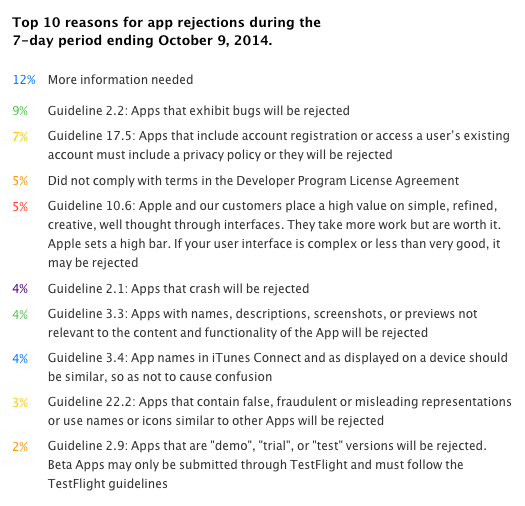 Top 10 reasons for app rejections during the
7-day period ending October 9, 2014.
12% More information needed
9% Guideline 2.2: Apps that exhibit bugs will be rejected
7% Guideline 17.5: Apps that include account registration or access a user's existing
account must include a privacy policy or they will be rejected
5% Did not comply with terms in the Developer Program License Agreement
5% Guideline 10.6: Apple and our customers place a high value on simple, refined,
creative, well thought through interfaces. They take more work but are worth it.
Apple sets a high bar. If your user interface is complex or less than very good, it
may be rejected
4% Guideline 2.1: Apps that crash will be rejected
4% Guideline 3.3: Apps with names, descriptions, screenshots, or previews not
relevant to the content and functionality of the App will be rejected
4% Guideline 3.4: App names in iTunes Connect and as displayed on a device should
be similar, so as not to cause confusion
3% Guideline 22.2: Apps that contain false, fraudulent or misleading representations
or use names or icons similar to other Apps will be rejected
2% Guideline 2.9: Apps that are "demo", "trial", or "test" versions will be rejected.
Beta Apps may only be submitted through TestFlight and must follow the
TestFlight guidelines